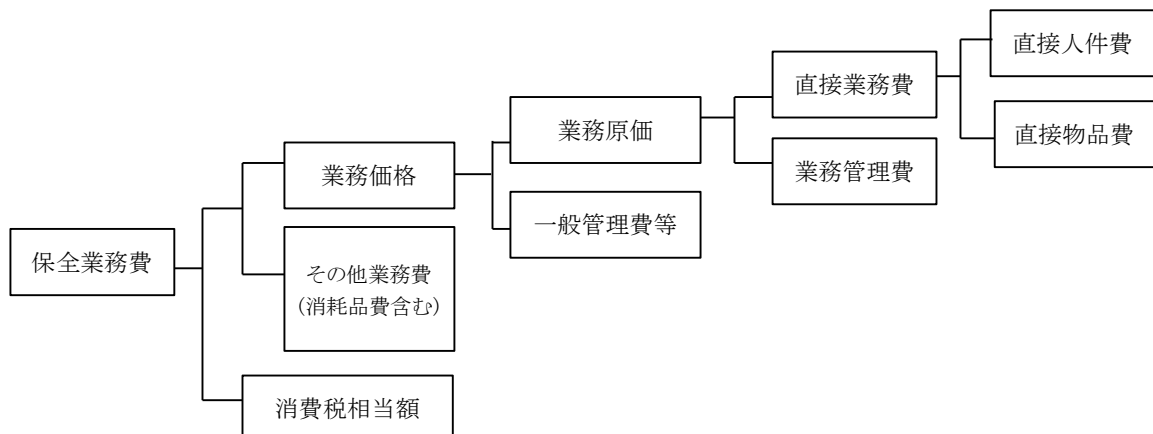 保全業務費
業務価格
その他業務費
(消耗品費含む)
消費税相当額
業務原価
一般管理費等
直接業務費
業務管理費
直接人件費
直接物品費